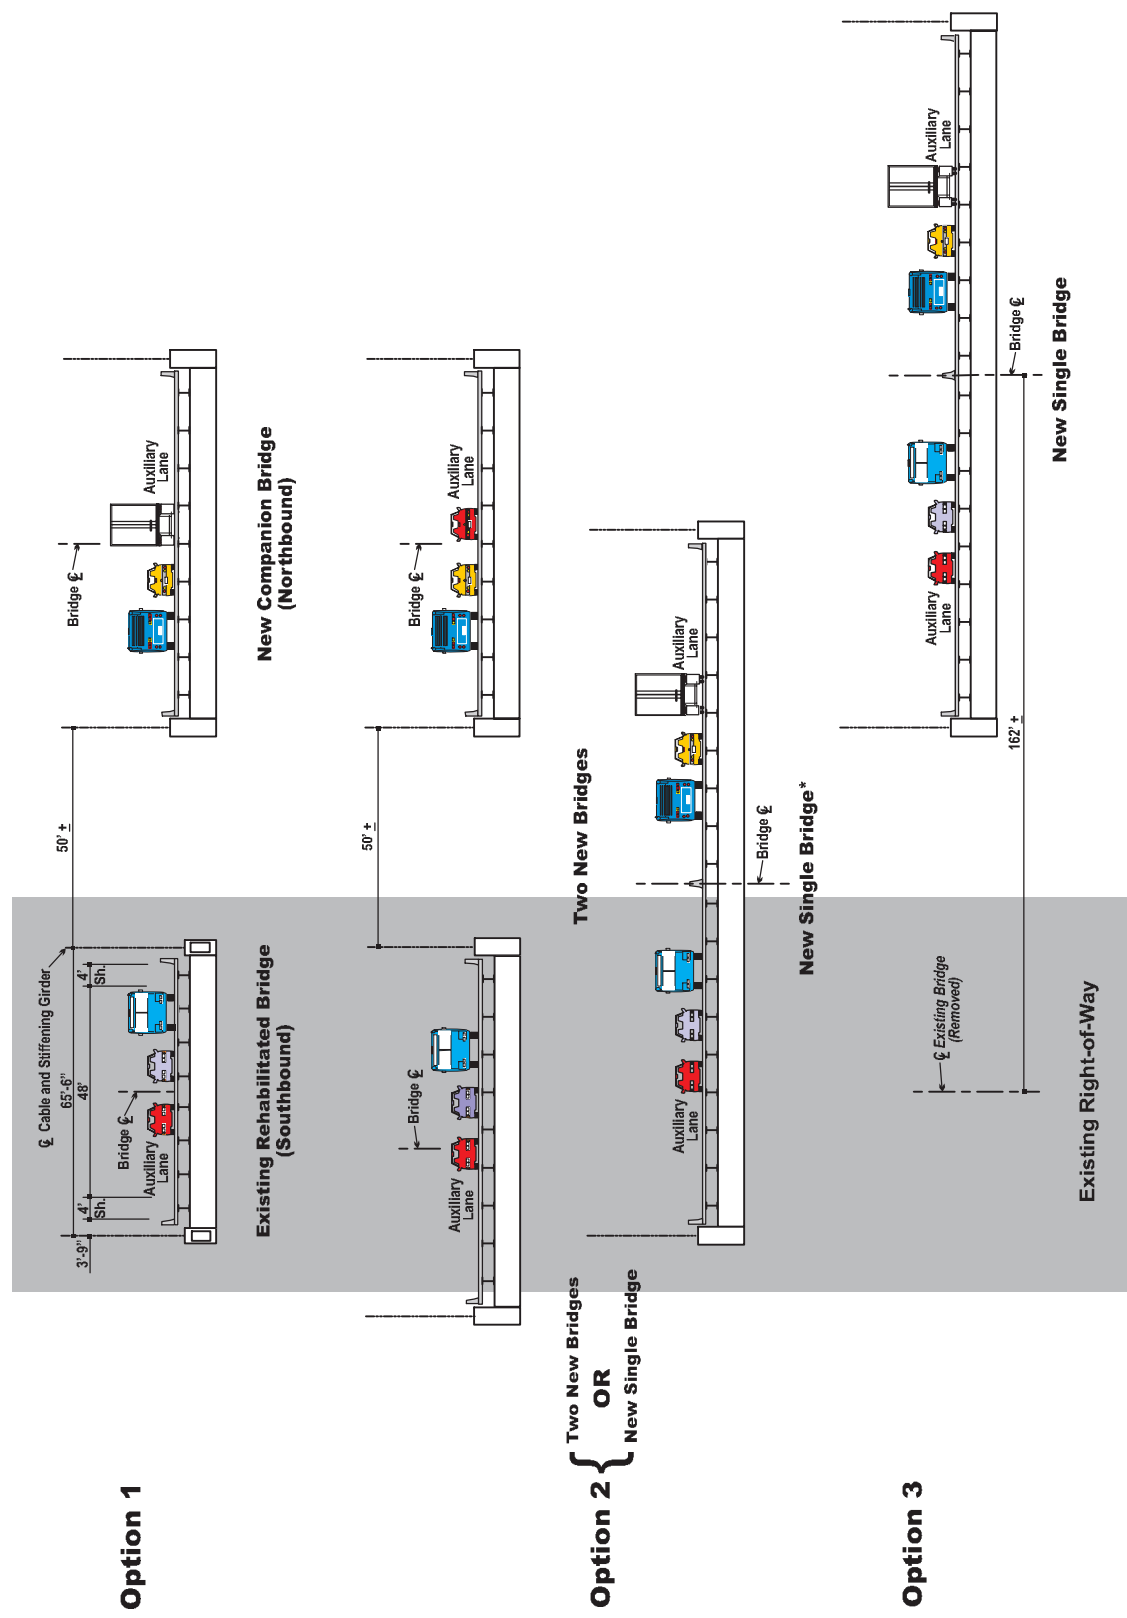 Option 1
℄ Cable and Stiffening Girder
65'-6"
3'-9"
4'
Sh.
48'
4'
Sh.
50' ±
Bridge ℄
Auxiliary
Lane
Existing Rehabilitated Bridge
(Southbound)
Bridge ℄
Auxiliary
Lane
New Companion Bridge
(Northbound)
Option 2
{
Two New Bridges
OR
New Single Bridge
50' ±
Bridge ℄
Auxiliary
Lane
Bridge ℄
Auxiliary
Lane
Two New Bridges
Auxiliary
Lane
Auxiliary
Lane
Bridge ℄
New Single Bridge*
Option 3
℄ Existing Bridge
(Removed)
Auxiliary
Lane
Auxiliary
Lane
Bridge ℄
162' ±
New Single Bridge
Existing Right-of-Way